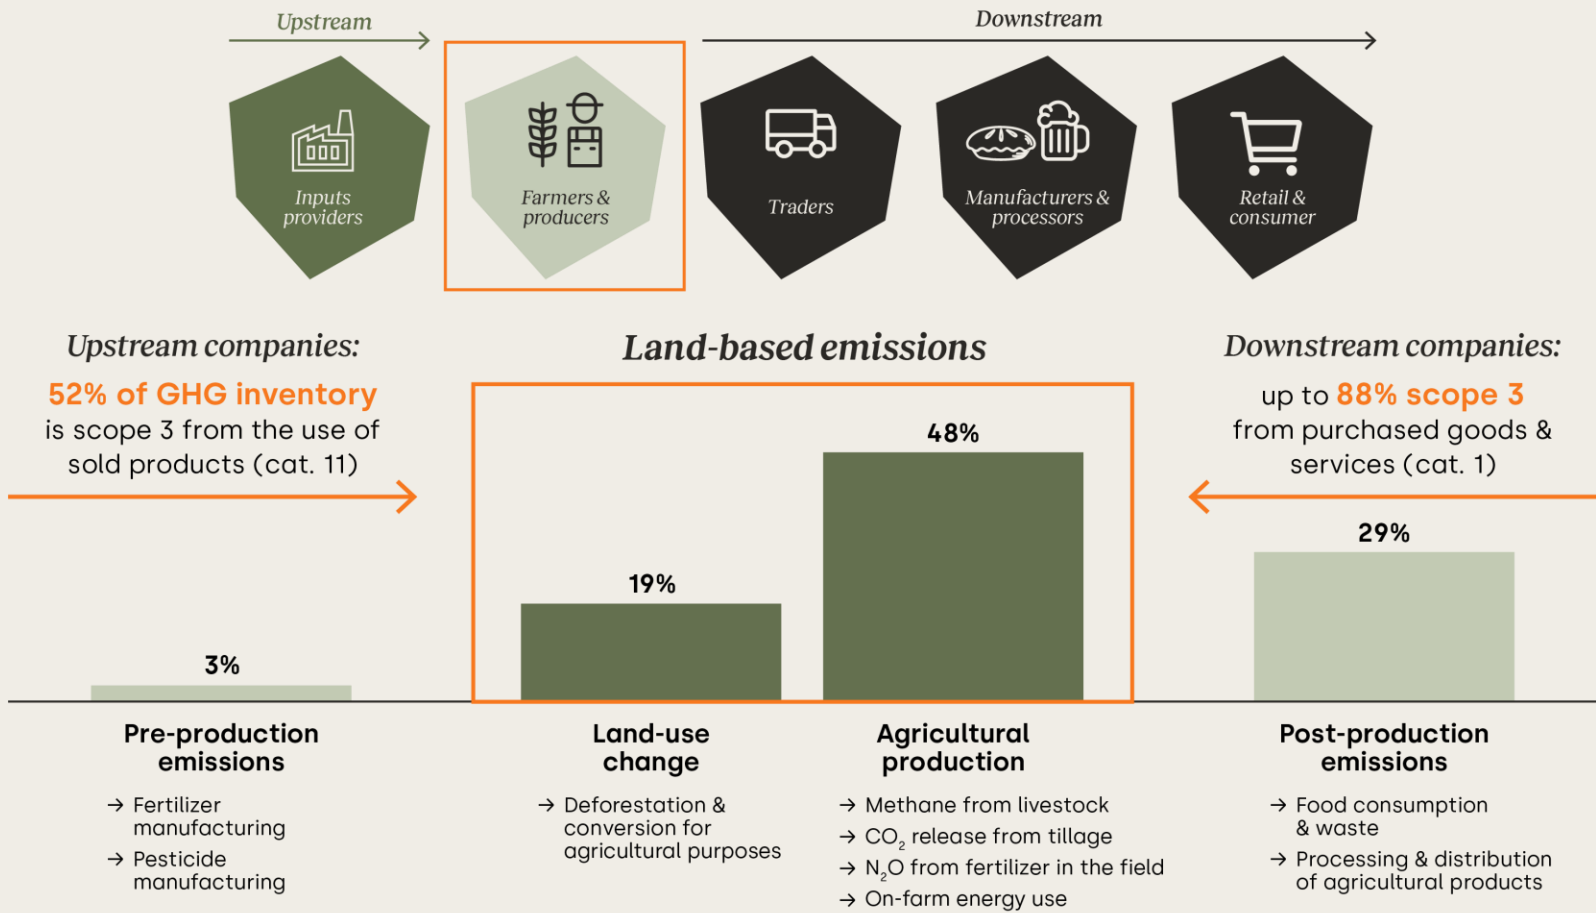 Upstream
Downstream
Inputs
providers
Farmers &
producers
Traders
Manufacturers &
processors
Retail &
consumer
Upstream companies:
52% of GHG inventory
is scope 3 from the use of
sold products (cat. 11)
Land-based emissions
Downstream companies:
up to 88% scope 3
from purchased goods &
services (cat. 1)
3%
19%
48%
29%
Pre-production
emissions
→ Fertilizer
manufacturing
→ Pesticide
manufacturing
Land-use
change
→ Deforestation &
conversion for
agricultural purposes
Agricultural
production
→ Methane from livestock
→ CO₂ release from tillage
→ N₂O from fertilizer in the field
→ On-farm energy use
Post-production
emissions
→ Food consumption
& waste
→ Processing & distribution
of agricultural products